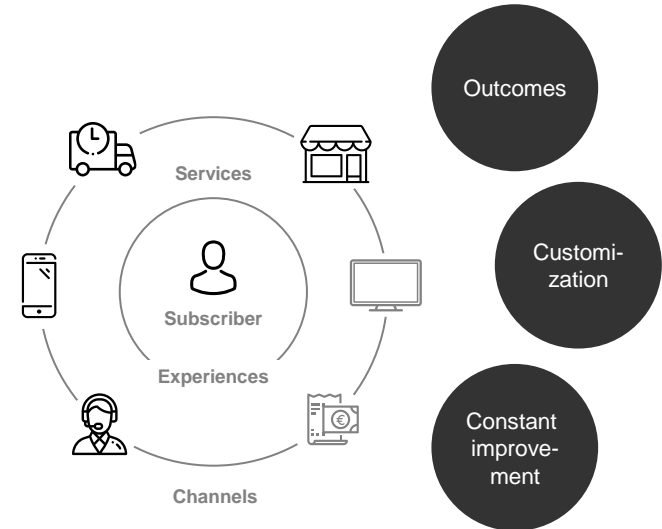 Outcomes
Services
Customi-
zation
Subscriber
Experiences
Constant
improve-
ment
Channels
€